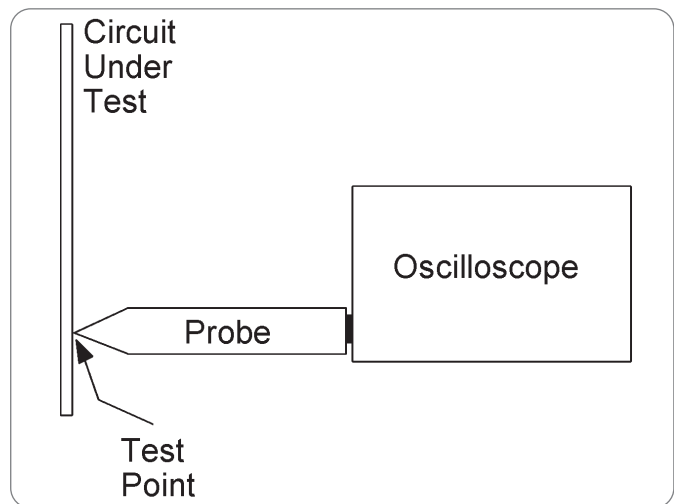 Circuit
Under
Test
Oscilloscope
Probe
Test
Point